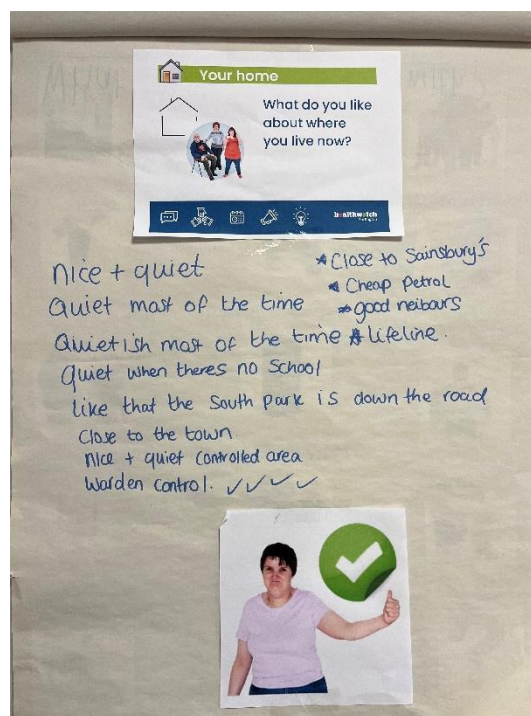 Your home
What do you like
about where
you live now?
healthwatch
nice + quiet
Quiet most of the time
Quietish most of the time
Quiet when theres no School
like that the South park is down the road
Close to the town
nice + quiet controlled area
Warden control. ✓ ✓ ✓ ✓
* Close to Sainsbury's
* Cheap Petrol
* good neibours
* lifeline.